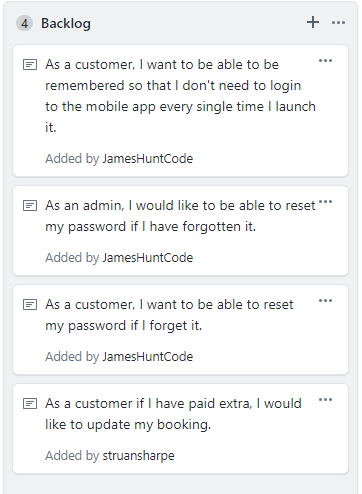 4 Backlog
As a customer, I want to be able to be
remembered so that I don't need to login
to the mobile app every single time I launch
it.
Added by JamesHuntCode
As an admin, I would like to be able to reset
my password if I have forgotten it.
Added by JamesHuntCode
As a customer, I want to be able to reset
my password if I forget it.
Added by JamesHuntCode
As a customer if I have paid extra, I would
like to update my booking.
Added by struansharpe